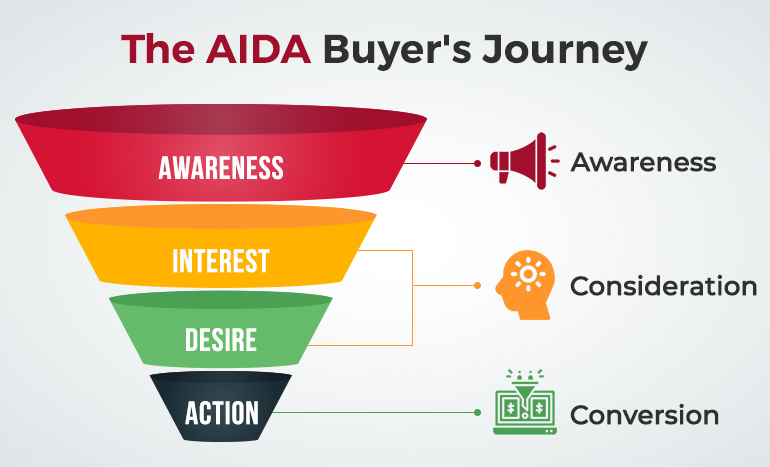 The AIDA Buyer's Journey
AWARENESS
Awareness
INTEREST
Consideration
DESIRE
$ $
ACTION
Conversion